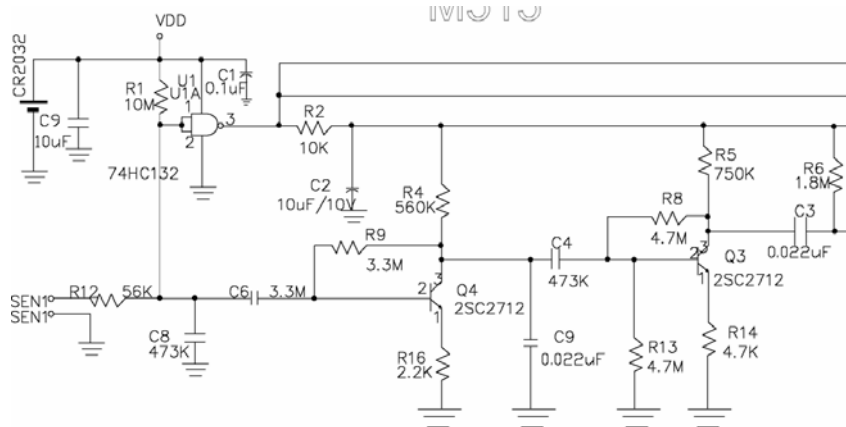 VDD
CR2032
C9
10uF
R1
10M
U1
U1A
1
2
3
74HC132
C1
0.1uF
R2
10K
C2
10uF/10V
R4
560K
R9
3.3M
R12
56K
SEN1
SEN1
C8
473K
C6
3.3M
2
3
1
Q4
2SC2712
R16
2.2K
C4
473K
C9
0.022uF
R8
4.7M
R13
4.7M
R5
750K
2
3
1
Q3
2SC2712
R14
4.7K
R6
1.8M
C3
0.022uF